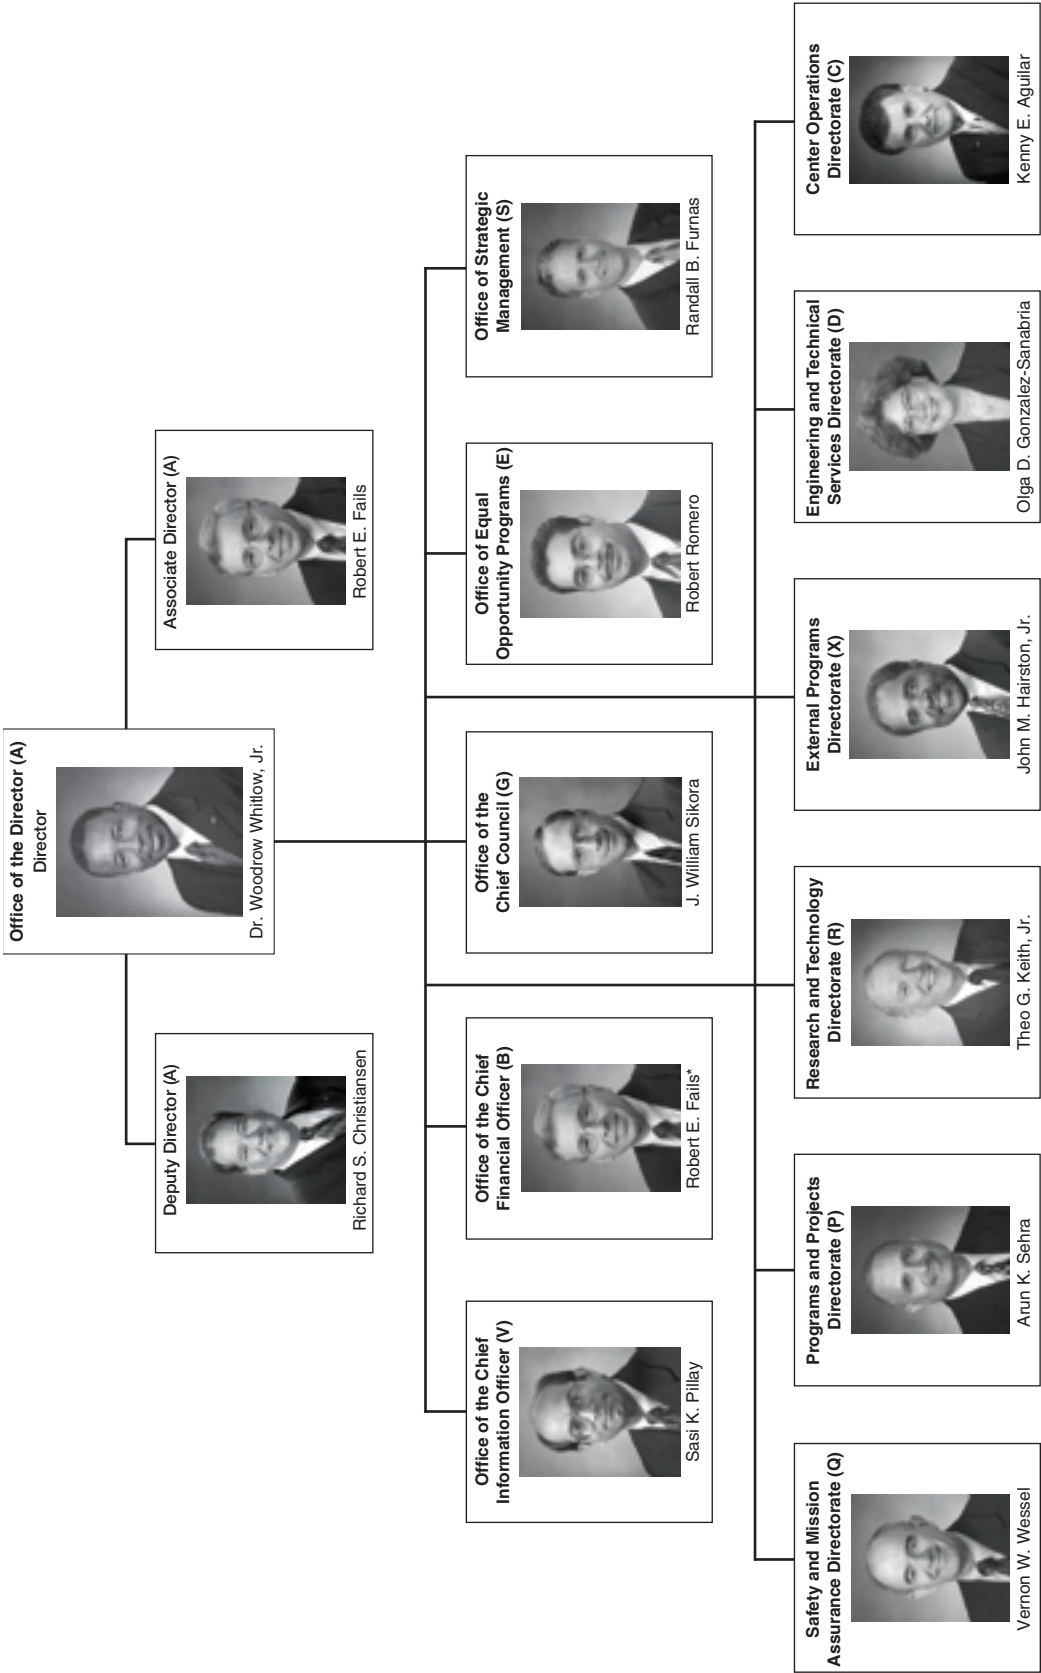 Office of the Director (A)
Director
Dr. Woodrow Whitlow, Jr.
Deputy Director (A)
Richard S. Christiansen
Associate Director (A)
Robert E. Fails
Office of the Chief
Information Officer (V)
Sasi K. Pillay
Office of the Chief
Financial Officer (B)
Robert E. Fails*
Office of the
Chief Council (G)
J. William Sikora
Office of Equal
Opportunity Programs (E)
Robert Romero
Office of Strategic
Management (S)
Randall B. Furnas
Safety and Mission
Assurance Directorate (Q)
Vernon W. Wessel
Programs and Projects
Directorate (P)
Arun K. Sehra
Research and Technology
Directorate (R)
Theo G. Keith, Jr.
External Programs
Directorate (X)
John M. Hairston, Jr.
Engineering and Technical
Services Directorate (D)
Olga D. Gonzalez-Sanabria
Center Operations
Directorate (C)
Kenny E. Aguilar